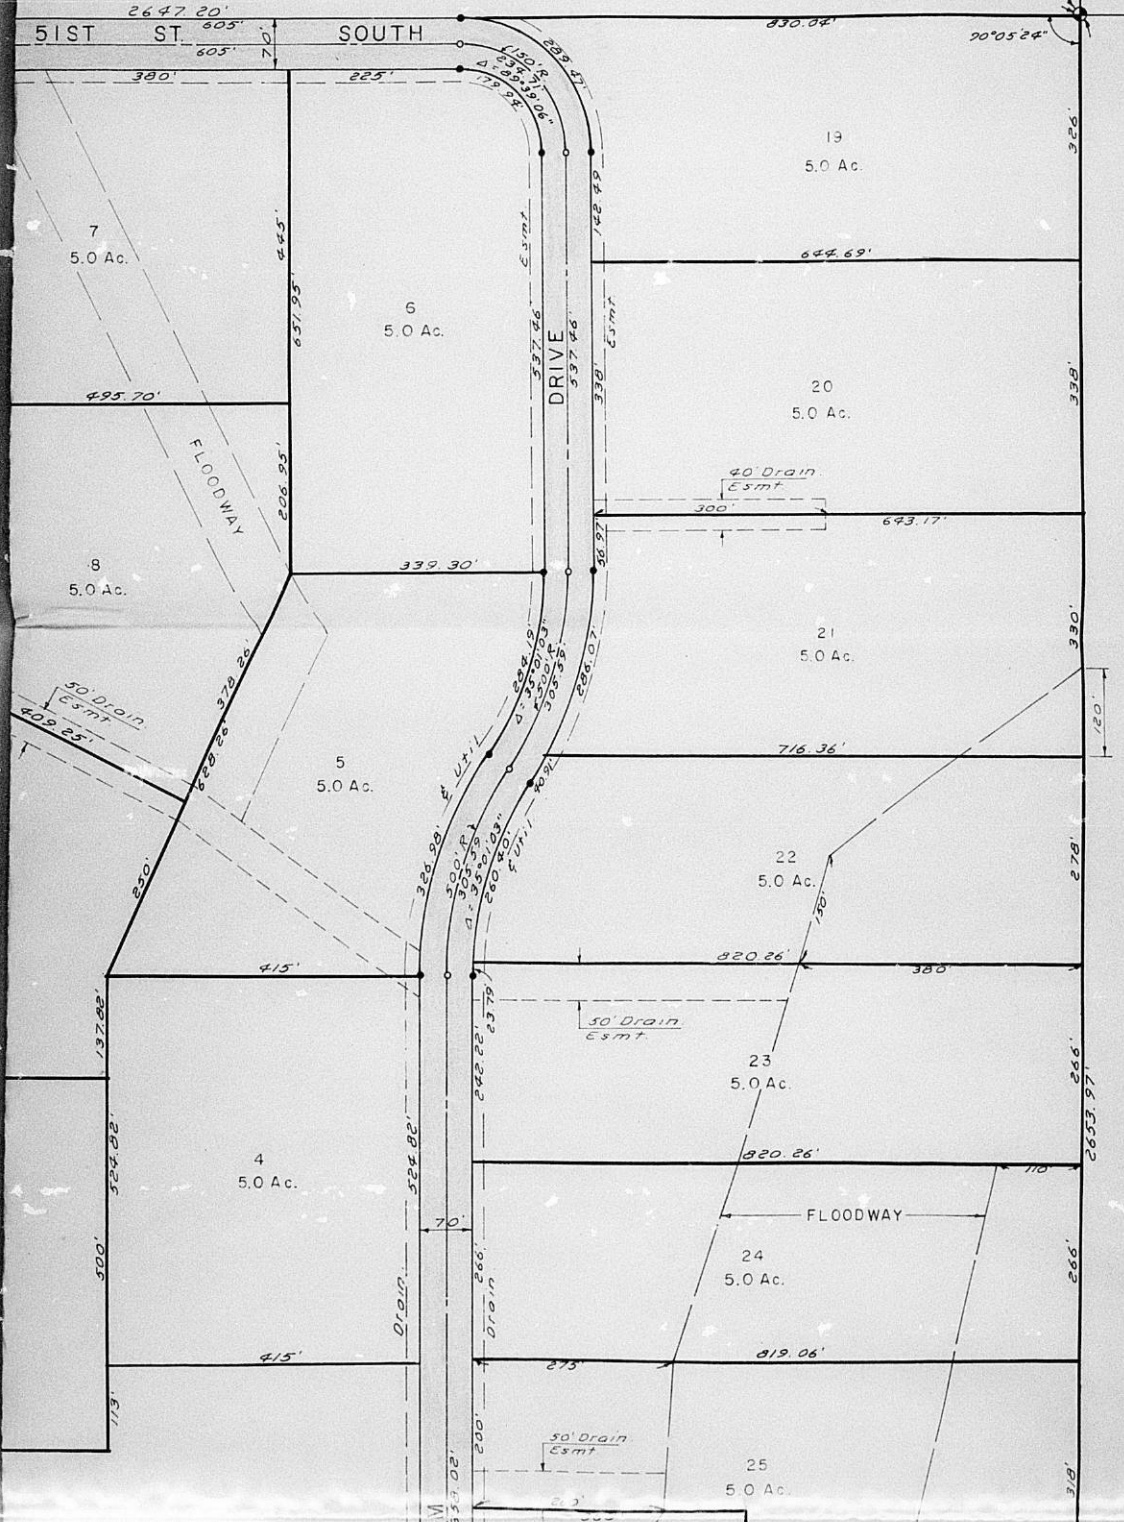 2647.20'
830.04'
605'
51ST ST. SOUTH
70'
605'
90°05'24"
380'
225'
289.47'
150' R
234.71'
Δ=89°39'06"
179.94'
19
5.0 Ac.
326'
142.49
7
5.0 Ac.
445'
Esmt
644.69'
651.95'
6
5.0 Ac.
537.46'
DRIVE
537.46'
338'
Esmt
20
5.0 Ac.
338'
495.70'
FLOODWAY
206.95'
40' Drain
Esmt.
300'
643.17'
56.97'
339.30'
8
5.0 Ac.
21
5.0 Ac.
330'
284.19'
Δ=35°01'03"
500' R
305.59'
286.07'
378.26'
50' Drain
Esmt
409.25'
628.26'
120'
716.36'
5
5.0 Ac.
& Util
40.91'
326.98'
500' R
305.59
Δ=35°01'03"
260.40'
& Util
22
5.0 Ac.
278'
150'
250'
415'
820.26'
380'
23.79'
137.82'
50' Drain
Esmt.
242.22'
23
5.0 Ac.
266'
2653.97'
524.82'
4
5.0 Ac.
524.82'
820.26'
110'
70'
FLOODWAY
500'
266'
24
5.0 Ac.
266'
Drain
Drain
415'
275'
819.06'
113'
200'
50' Drain
Esmt.
25
5.0 Ac.
318'
58.02'
M